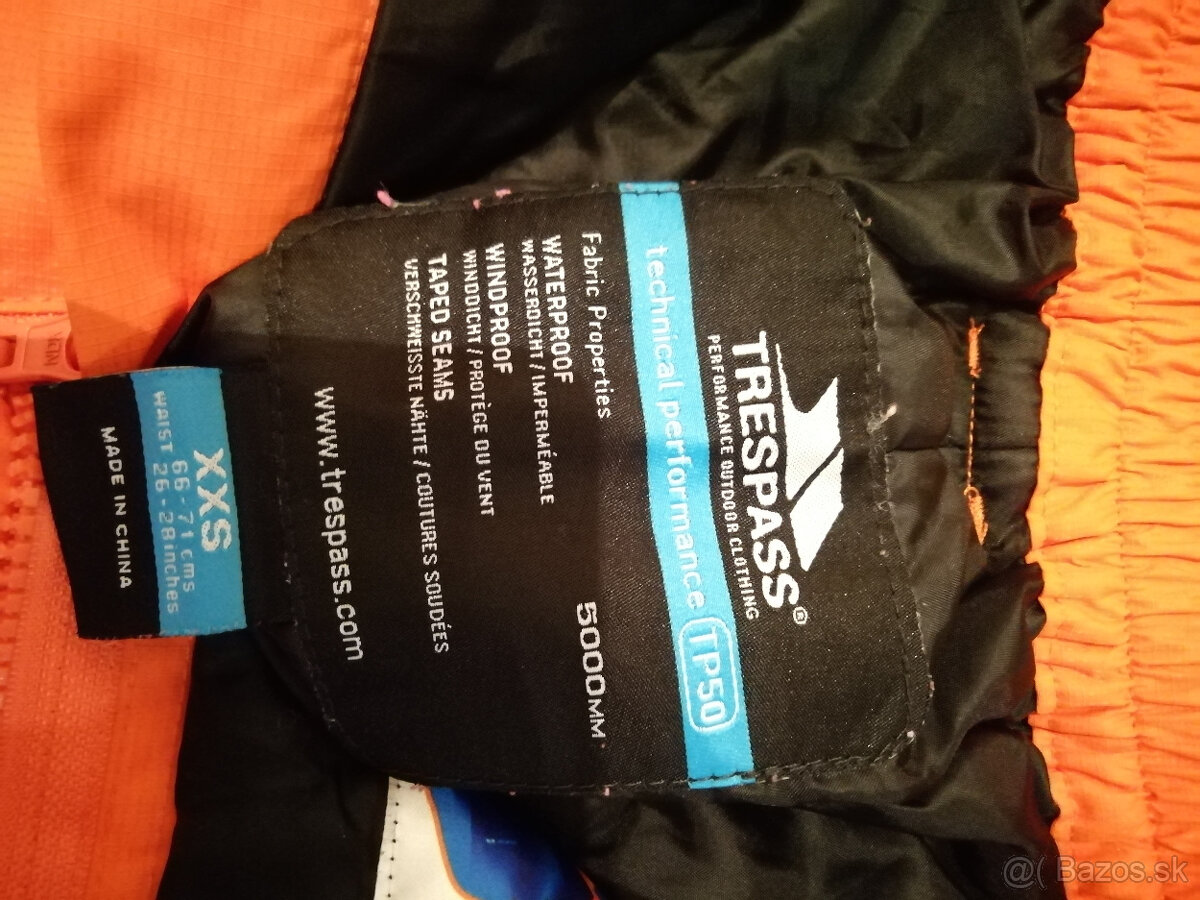 TRESPASS®
PERFORMANCE OUTDOOR CLOTHING
technical performance TP50
Fabric Properties
WATERPROOF 5000MM
WASSERDICHT / IMPERMÉABLE
WINDPROOF
WINDDICHT / PROTÈGE DU VENT
TAPED SEAMS
VERSCHWEISSTE NÄHTE / COUTURES SOUDÉES
www.trespass.com
XXS
WAIST 66-71 cms
26-28 inches
MADE IN CHINA
@( Bazos.sk